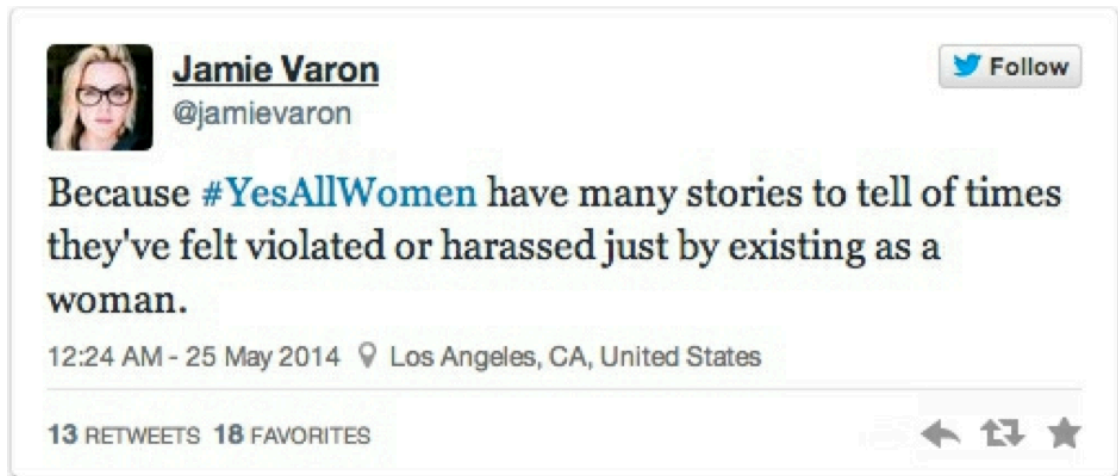 Jamie Varon
Follow
@jamievaron
Because #YesAllWomen have many stories to tell of times
they've felt violated or harassed just by existing as a
woman.
12:24 AM - 25 May 2014 Los Angeles, CA, United States
13 RETWEETS 18 FAVORITES